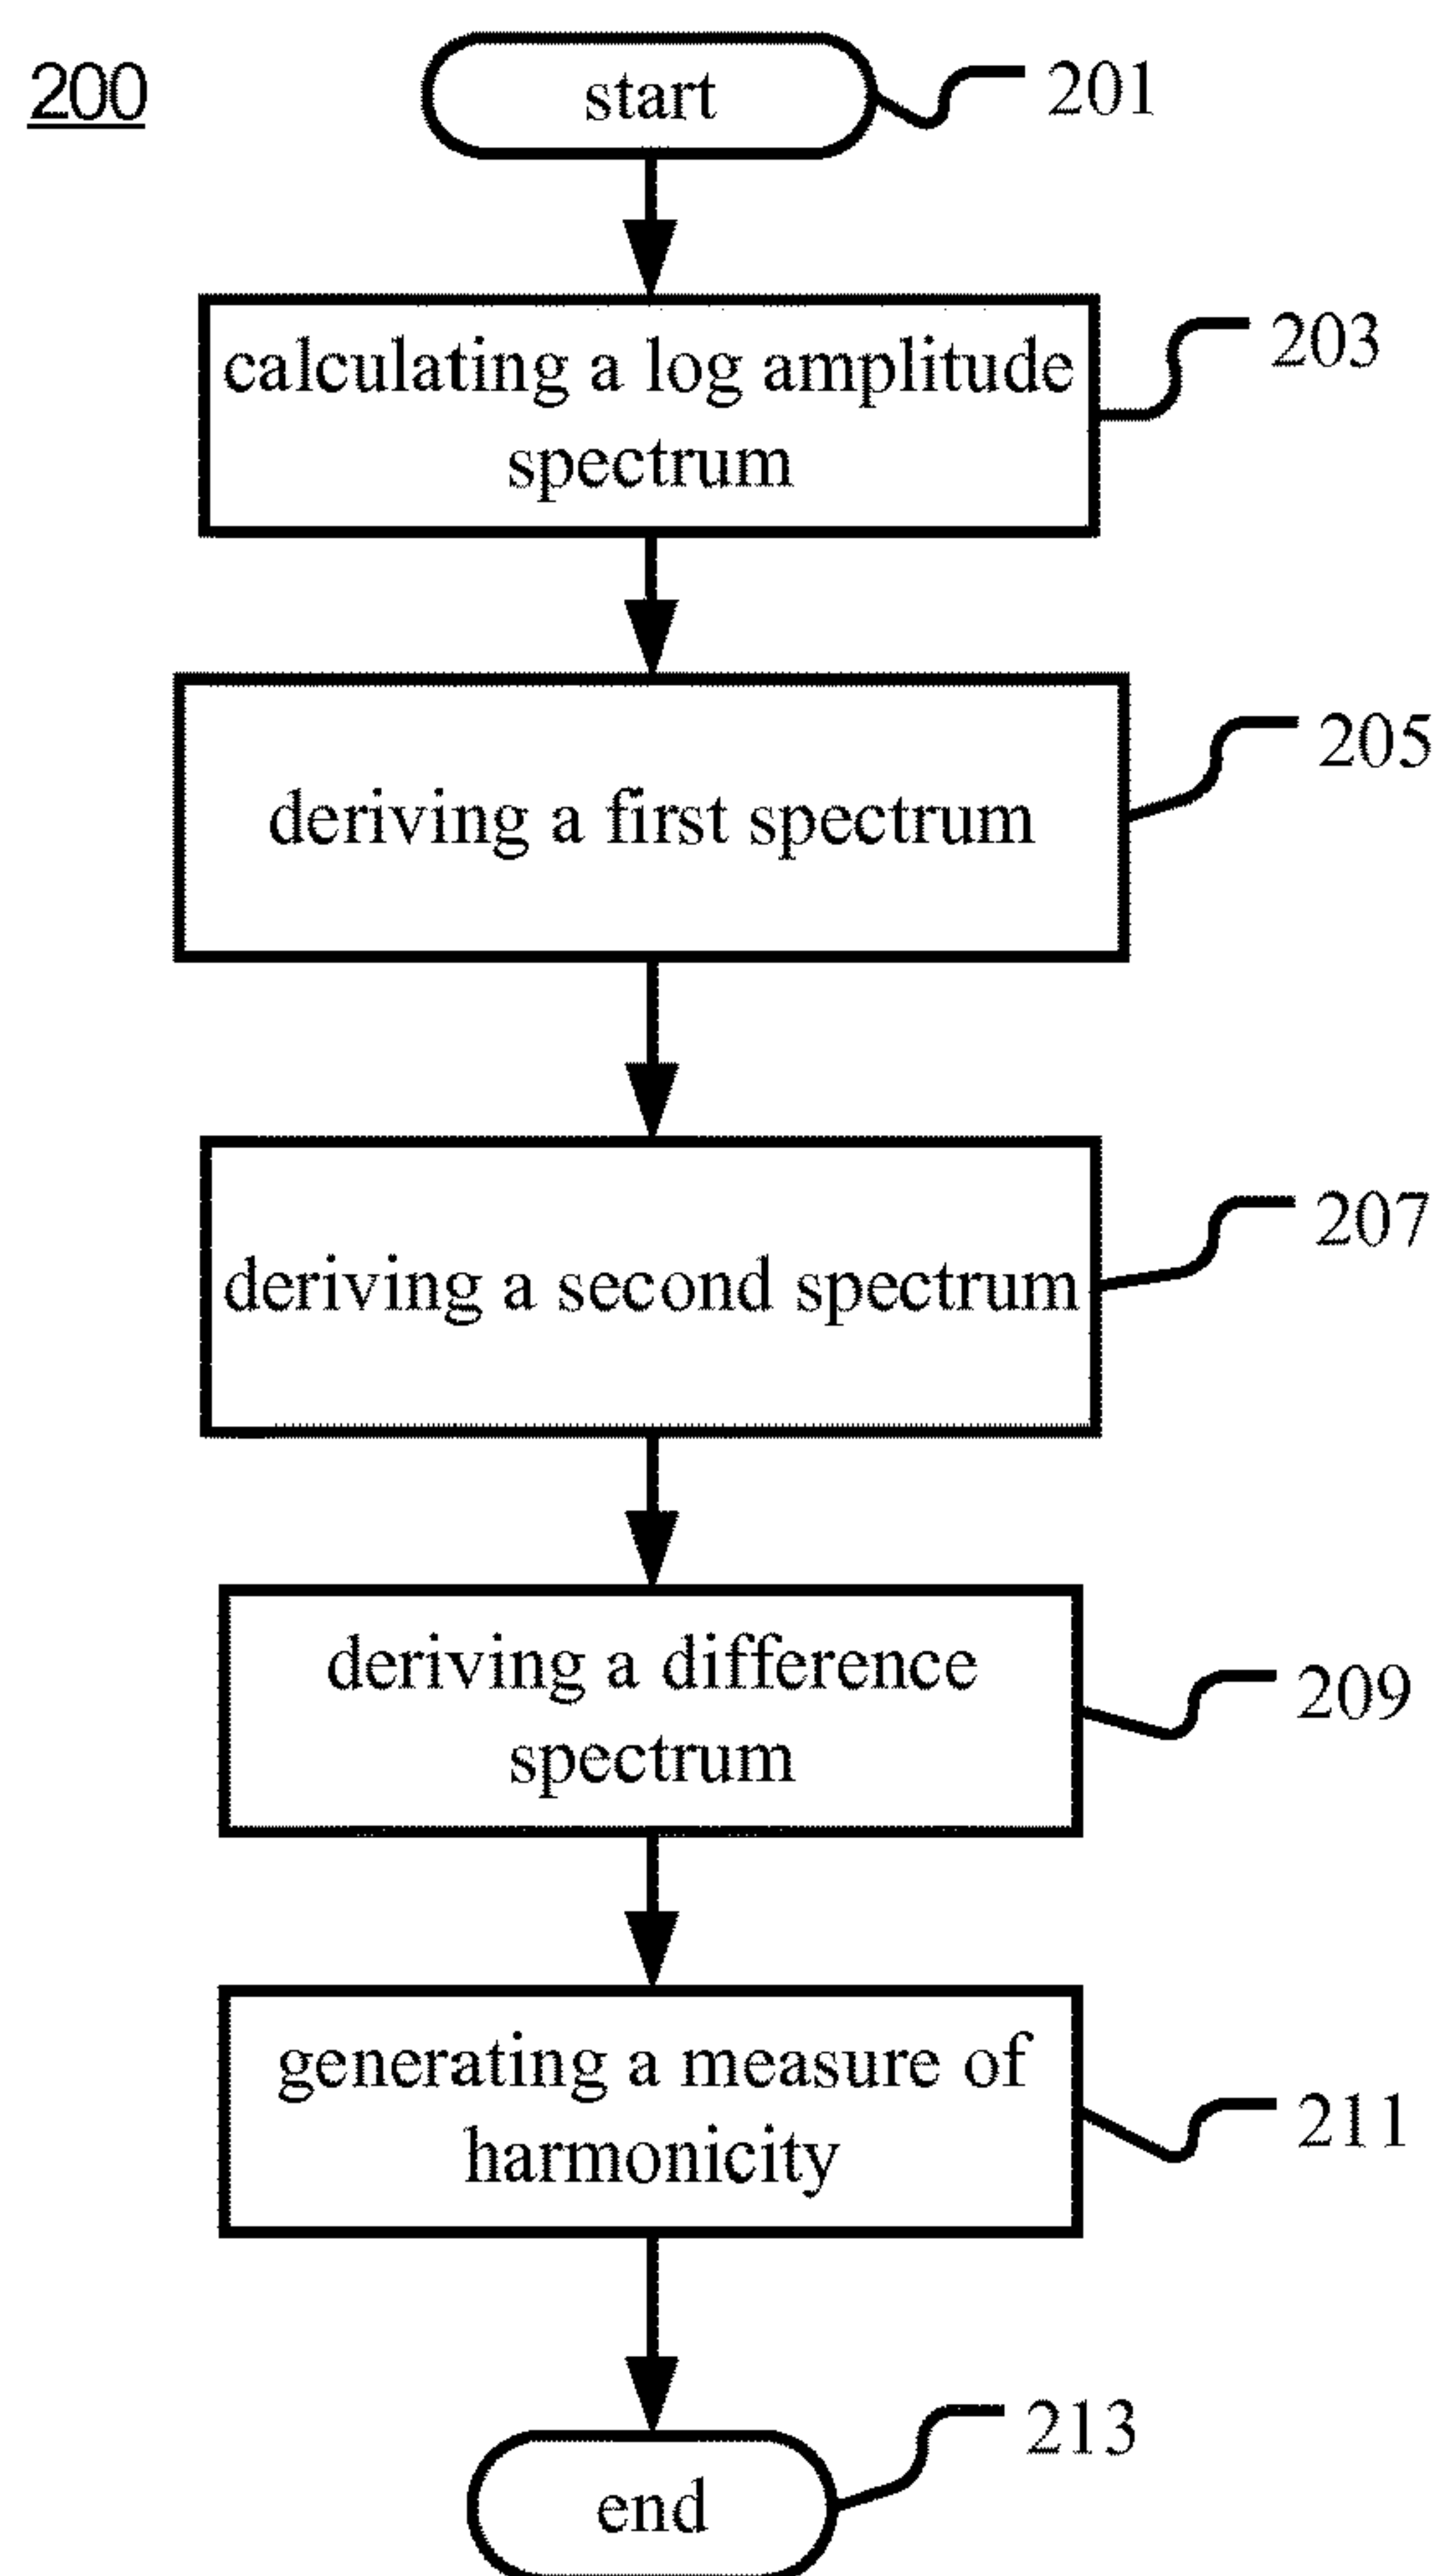 200
start
201
calculating a log amplitude
spectrum
203
deriving a first spectrum
205
deriving a second spectrum
207
deriving a difference
spectrum
209
generating a measure of
harmonicity
211
end
213